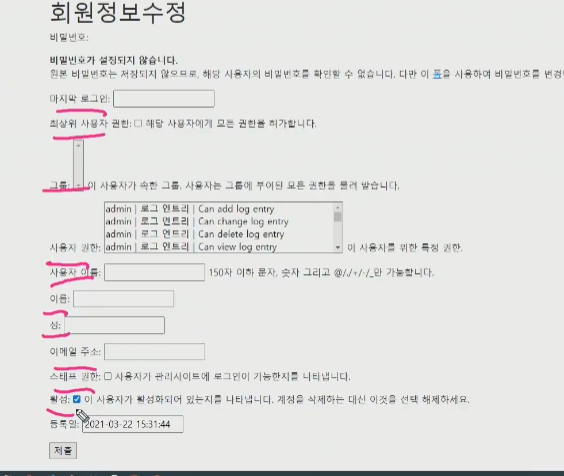 회원정보수정
비밀번호:
비밀번호가 설정되지 않습니다.
원본 비밀번호는 저장되지 않으므로, 해당 사용자의 비밀번호를 확인할 수 없습니다. 다만 이 폼을 사용하여 비밀번호를 변경
마지막 로그인:
최상위 사용자 권한: 해당 사용자에게 모든 권한을 허가합니다.
그룹: 이 사용자가 속한 그룹. 사용자는 그룹에 부여된 모든 권한을 물려 받습니다.
admin | 로그 엔트리 | Can add log entry
admin | 로그 엔트리 | Can change log entry
admin | 로그 엔트리 | Can delete log entry
admin | 로그 엔트리 | Can view log entry
사용자 권한: 이 사용자를 위한 특정 권한.
사용자 이름: 150자 이하 문자, 숫자 그리고 @/./+/-/_만 가능합니다.
이름:
성:
이메일 주소:
스태프 권한: 사용자가 관리사이트에 로그인이 가능한지를 나타냅니다.
활성: 이 사용자가 활성화되어 있는지를 나타냅니다. 계정을 삭제하는 대신 이것을 선택 해제하세요.
등록일: 2021-03-22 15:31:44
제출